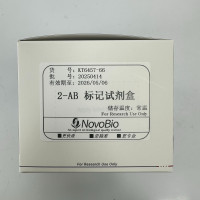 货 号：KT6457-66
批 号：20250414
有效期至：2026/05/06
2-AB 标记试剂盒
储存温度：常温
For Research Use Only
NovoBio
For Research Use Only